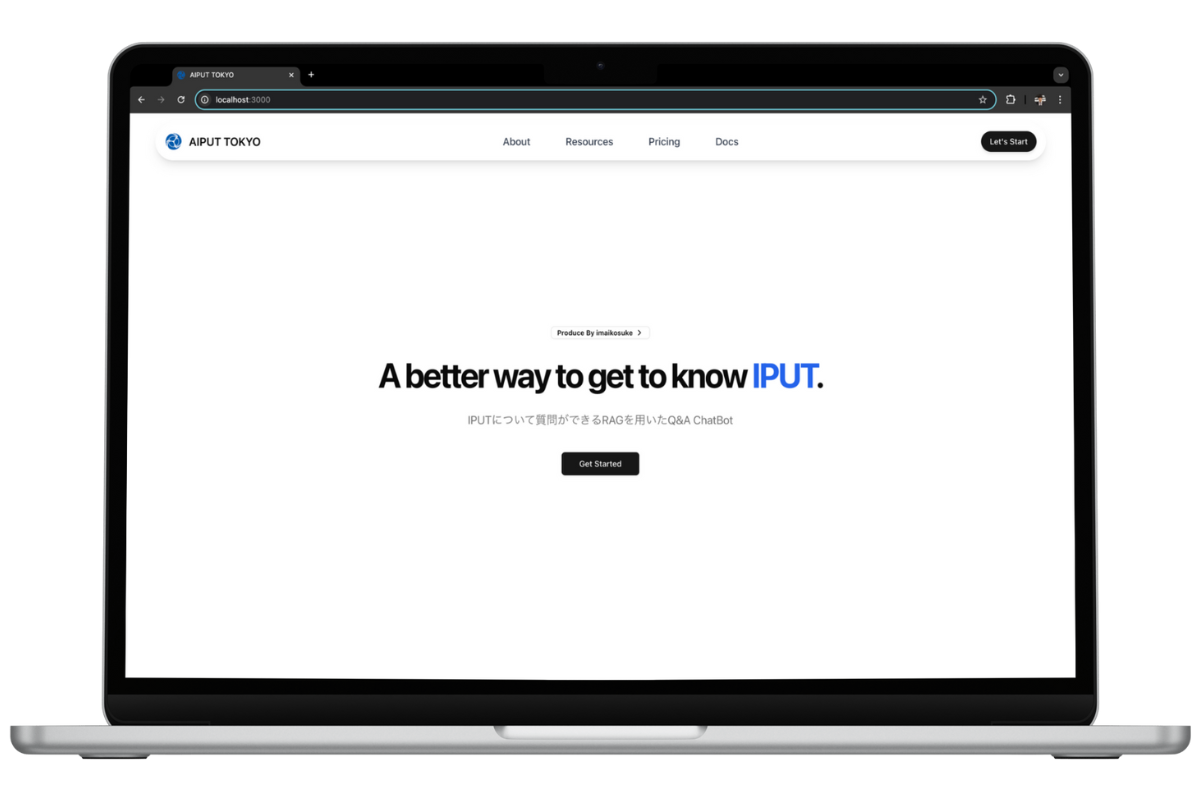 AIPUT TOKYO
localhost:3000
AIPUT TOKYO About Resources Pricing Docs Let's Start
Produce By imaikosuke
A better way to get to know IPUT.
IPUTについて質問ができるRAGを用いたQ&A ChatBot
Get Started